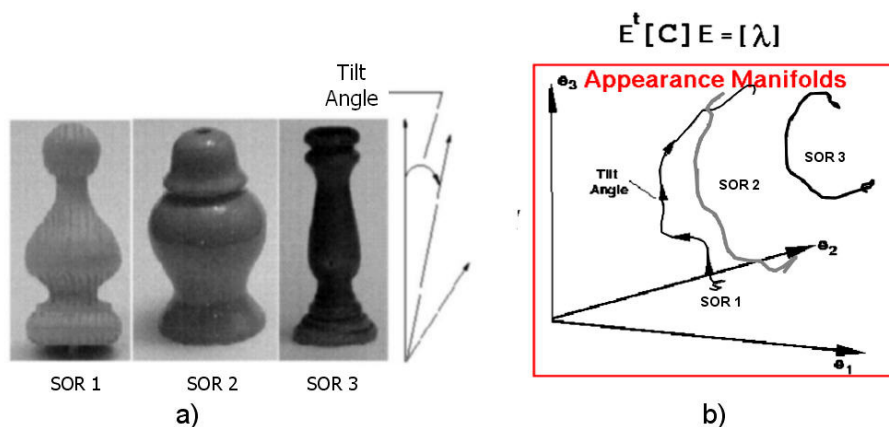 Tilt
Angle
SOR 1
SOR 2
SOR 3
a)
E^t [C] E = [λ]
Appearance Manifolds
e3
Tilt
Angle
SOR 2
SOR 3
e2
SOR 1
e1
b)